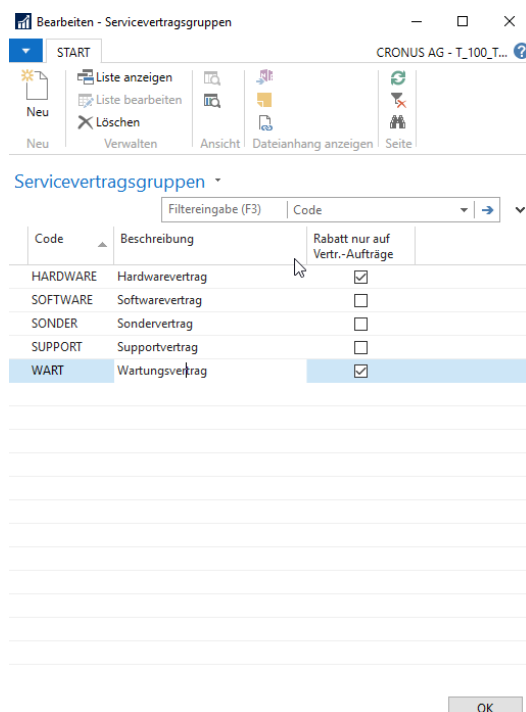 Bearbeiten - Servicevertragsgruppen
START
CRONUS AG - T_100_T...
Neu
Liste anzeigen
Liste bearbeiten
Löschen
Neu
Verwalten
Ansicht
Dateianhang anzeigen
Seite
Servicevertragsgruppen
Filtereingabe (F3)
Code
Code
Beschreibung
Rabatt nur auf
Vertr.-Aufträge
HARDWARE Hardwarevertrag
SOFTWARE Softwarevertrag
SONDER Sondervertrag
SUPPORT Supportvertrag
WART Wartungsvertrag
OK